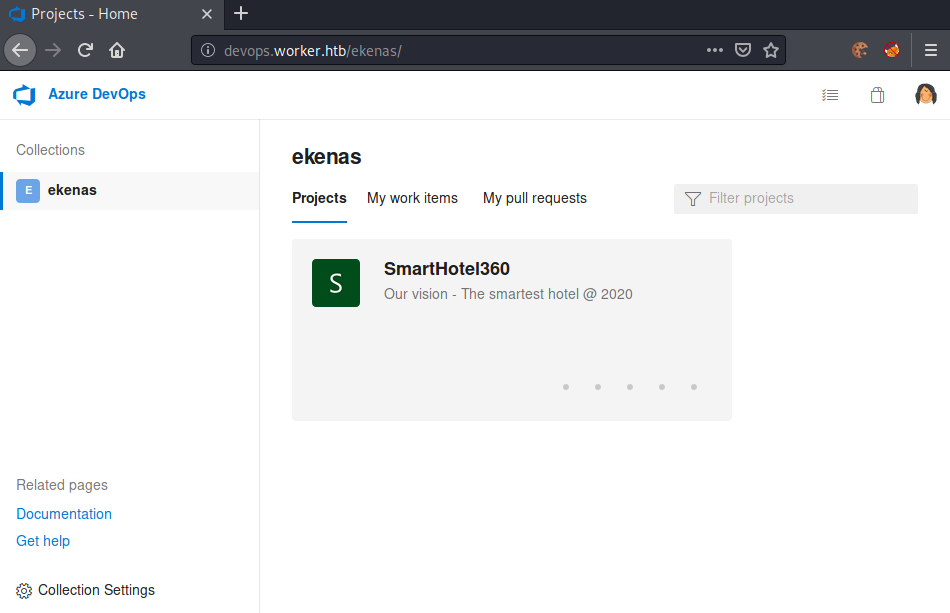 Projects - Home
devops.worker.htb/ekenas/
Azure DevOps
Collections
E ekenas
ekenas
Projects My work items My pull requests Filter projects
S SmartHotel360
Our vision - The smartest hotel @ 2020
Related pages
Documentation
Get help
Collection Settings